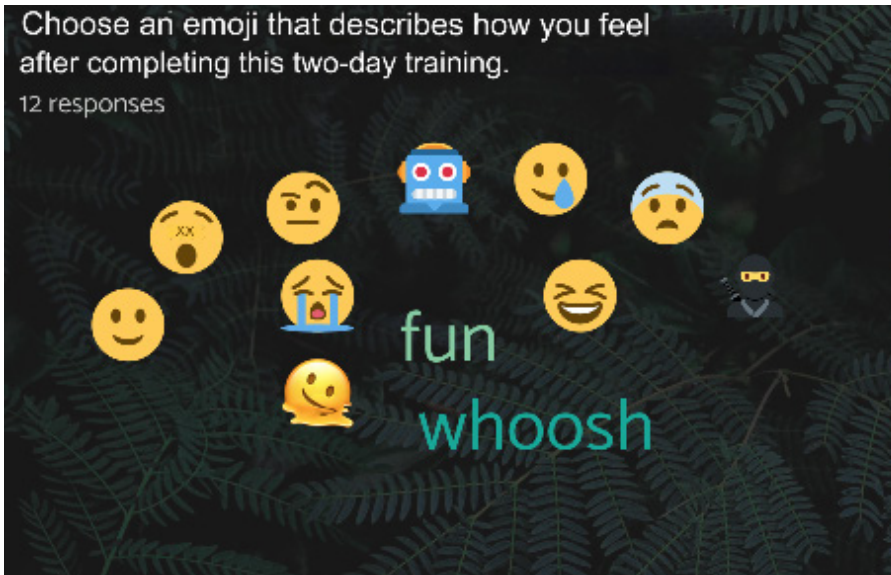 Choose an emoji that describes how you feel
after completing this two-day training.
12 responses
fun
whoosh